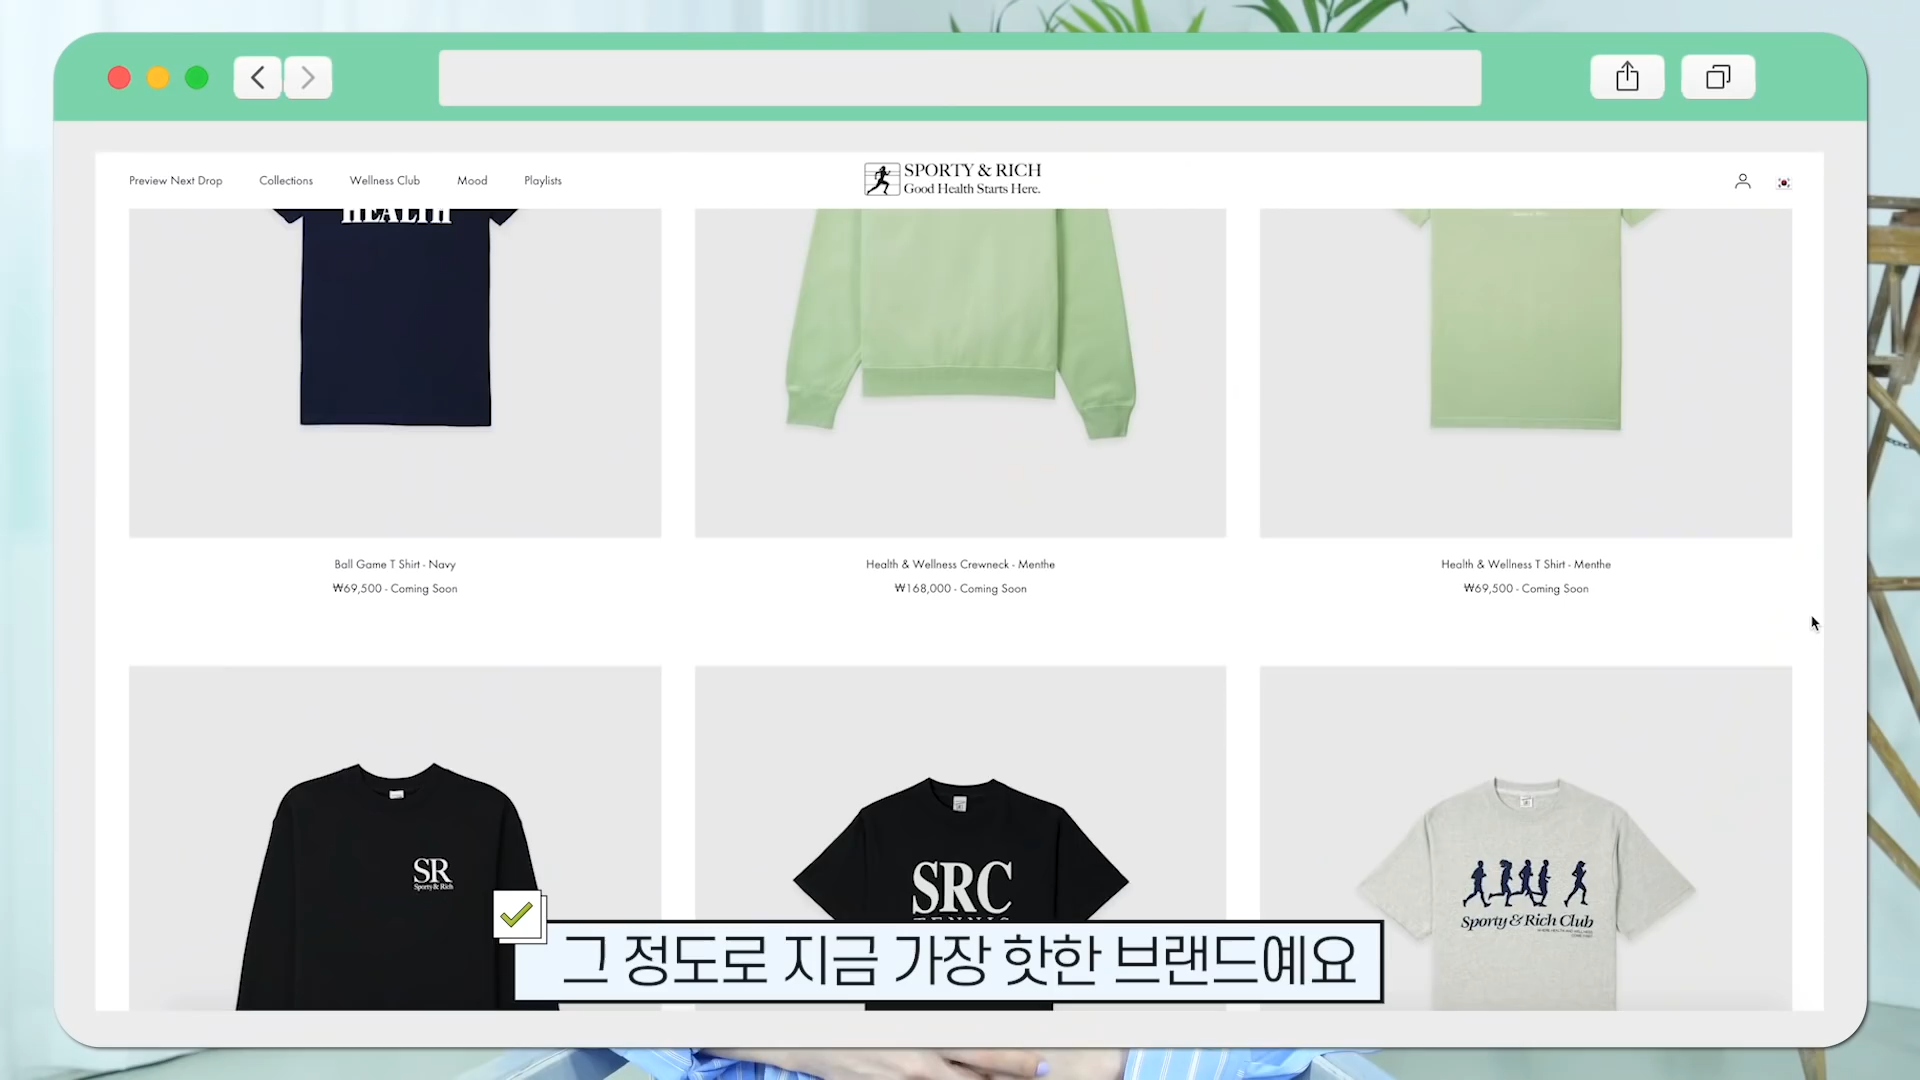 Preview Next Drop
Collections
Wellness Club
Mood
Playlists
SPORTY & RICH
Good Health Starts Here.
HEALTH
Ball Game T Shirt - Navy
₩69,500 - Coming Soon
Health & Wellness Crewneck - Menthe
₩168,000 - Coming Soon
Health & Wellness T Shirt - Menthe
₩69,500 - Coming Soon
SR
Sporty & Rich
SRC
Sporty & Rich Club
그 정도로 지금 가장 핫한 브랜드예요